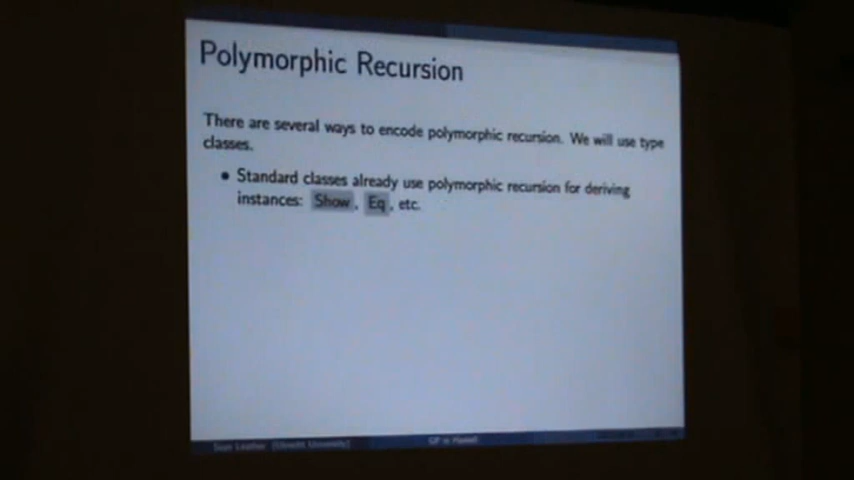 Polymorphic Recursion
There are several ways to encode polymorphic recursion. We will use type
classes.
• Standard classes already use polymorphic recursion for deriving
instances: Show, Eq, etc.
Sean Leather (Utrecht University)
GP in Haskell